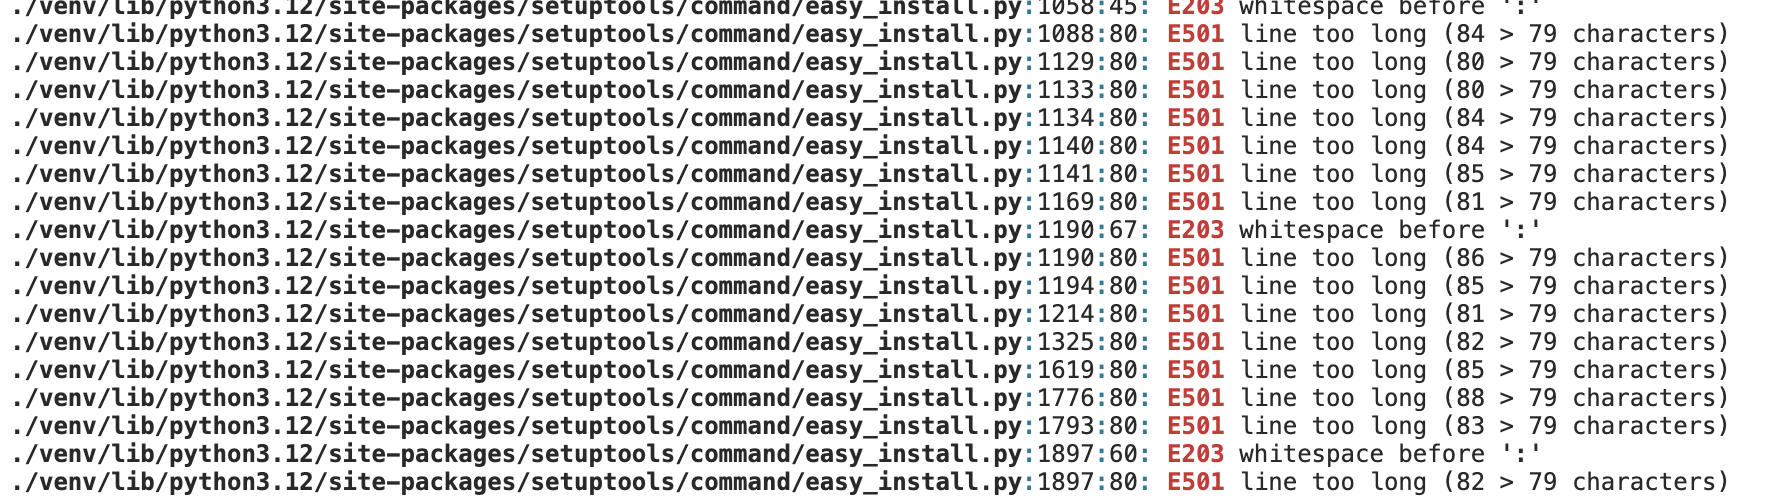 ./venv/lib/python3.12/site-packages/setuptools/command/easy_install.py:1058:45: E203 whitespace before ':'
./venv/lib/python3.12/site-packages/setuptools/command/easy_install.py:1088:80: E501 line too long (84 > 79 characters)
./venv/lib/python3.12/site-packages/setuptools/command/easy_install.py:1129:80: E501 line too long (80 > 79 characters)
./venv/lib/python3.12/site-packages/setuptools/command/easy_install.py:1133:80: E501 line too long (80 > 79 characters)
./venv/lib/python3.12/site-packages/setuptools/command/easy_install.py:1134:80: E501 line too long (84 > 79 characters)
./venv/lib/python3.12/site-packages/setuptools/command/easy_install.py:1140:80: E501 line too long (84 > 79 characters)
./venv/lib/python3.12/site-packages/setuptools/command/easy_install.py:1141:80: E501 line too long (85 > 79 characters)
./venv/lib/python3.12/site-packages/setuptools/command/easy_install.py:1169:80: E501 line too long (81 > 79 characters)
./venv/lib/python3.12/site-packages/setuptools/command/easy_install.py:1190:67: E203 whitespace before ':'
./venv/lib/python3.12/site-packages/setuptools/command/easy_install.py:1190:80: E501 line too long (86 > 79 characters)
./venv/lib/python3.12/site-packages/setuptools/command/easy_install.py:1194:80: E501 line too long (85 > 79 characters)
./venv/lib/python3.12/site-packages/setuptools/command/easy_install.py:1214:80: E501 line too long (81 > 79 characters)
./venv/lib/python3.12/site-packages/setuptools/command/easy_install.py:1325:80: E501 line too long (82 > 79 characters)
./venv/lib/python3.12/site-packages/setuptools/command/easy_install.py:1619:80: E501 line too long (85 > 79 characters)
./venv/lib/python3.12/site-packages/setuptools/command/easy_install.py:1776:80: E501 line too long (88 > 79 characters)
./venv/lib/python3.12/site-packages/setuptools/command/easy_install.py:1793:80: E501 line too long (83 > 79 characters)
./venv/lib/python3.12/site-packages/setuptools/command/easy_install.py:1897:60: E203 whitespace before ':'
./venv/lib/python3.12/site-packages/setuptools/command/easy_install.py:1897:80: E501 line too long (82 > 79 characters)